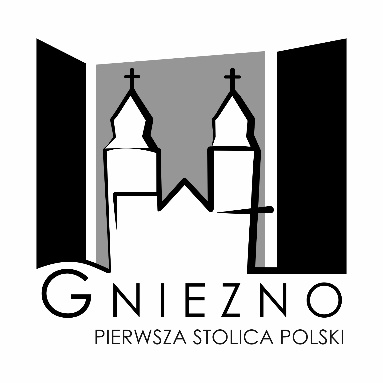 GNIEZNO
PIERWSZA STOLICA POLSKI